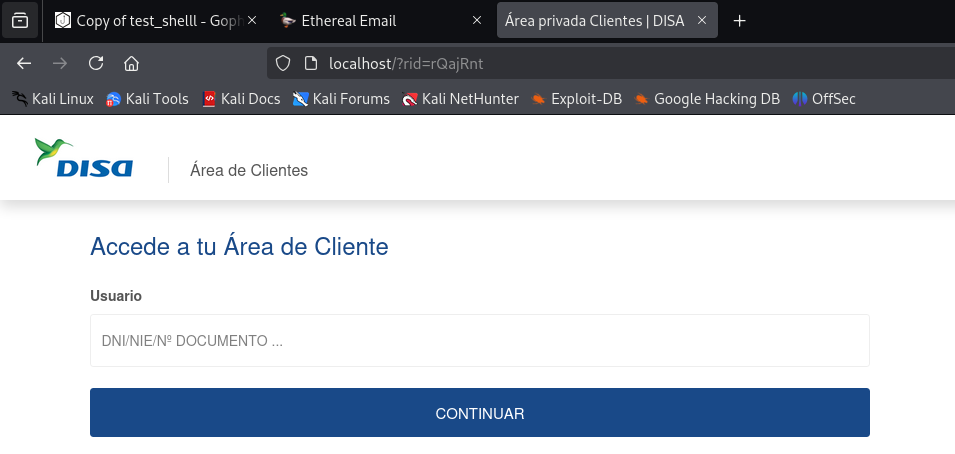 Copy of test_shelll - Goph
Ethereal Email
Área privada Clientes | DISA
localhost/?rid=rQajRnt
Kali Linux Kali Tools Kali Docs Kali Forums Kali NetHunter Exploit-DB Google Hacking DB OffSec
DISA
Área de Clientes
Accede a tu Área de Cliente
Usuario
DNI/NIE/Nº DOCUMENTO ...
CONTINUAR